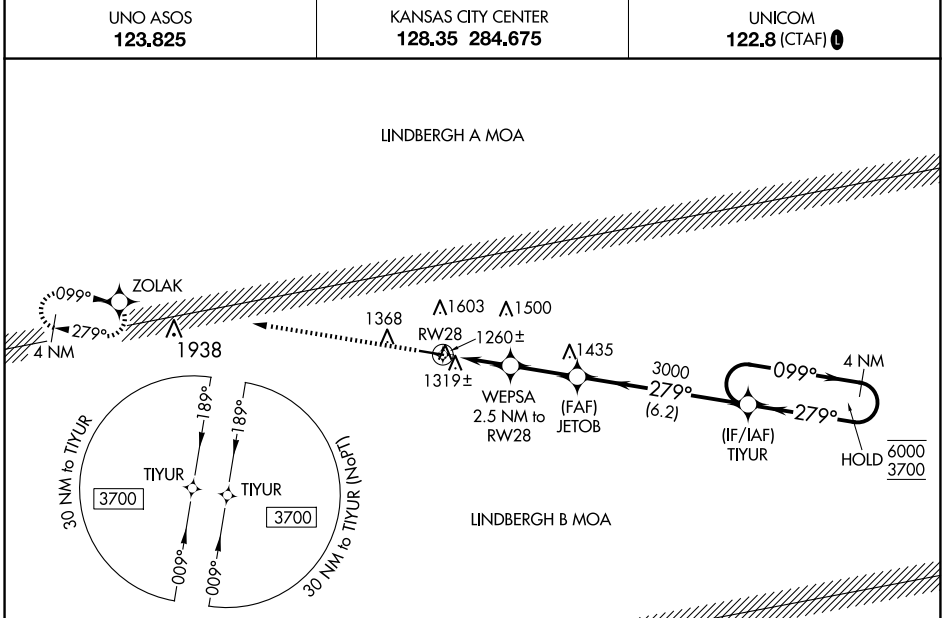 UNO ASOS
123.825
KANSAS CITY CENTER
128.35 284.675
UNICOM
122.8 (CTAF) L
LINDBERGH A MOA
ZOLAK
099°
279°
4 NM
1938
1368
1603
1500
RW28
1260±
1319±
1435
WEPSA
2.5 NM to
RW28
(FAF)
JETOB
3000
279°
(6.2)
(IF/IAF)
TIYUR
099°
279°
4 NM
HOLD
6000
3700
30 NM to TIYUR
3700
189°
TIYUR
009°
189°
TIYUR
009°
3700
30 NM to TIYUR (NoPT)
LINDBERGH B MOA